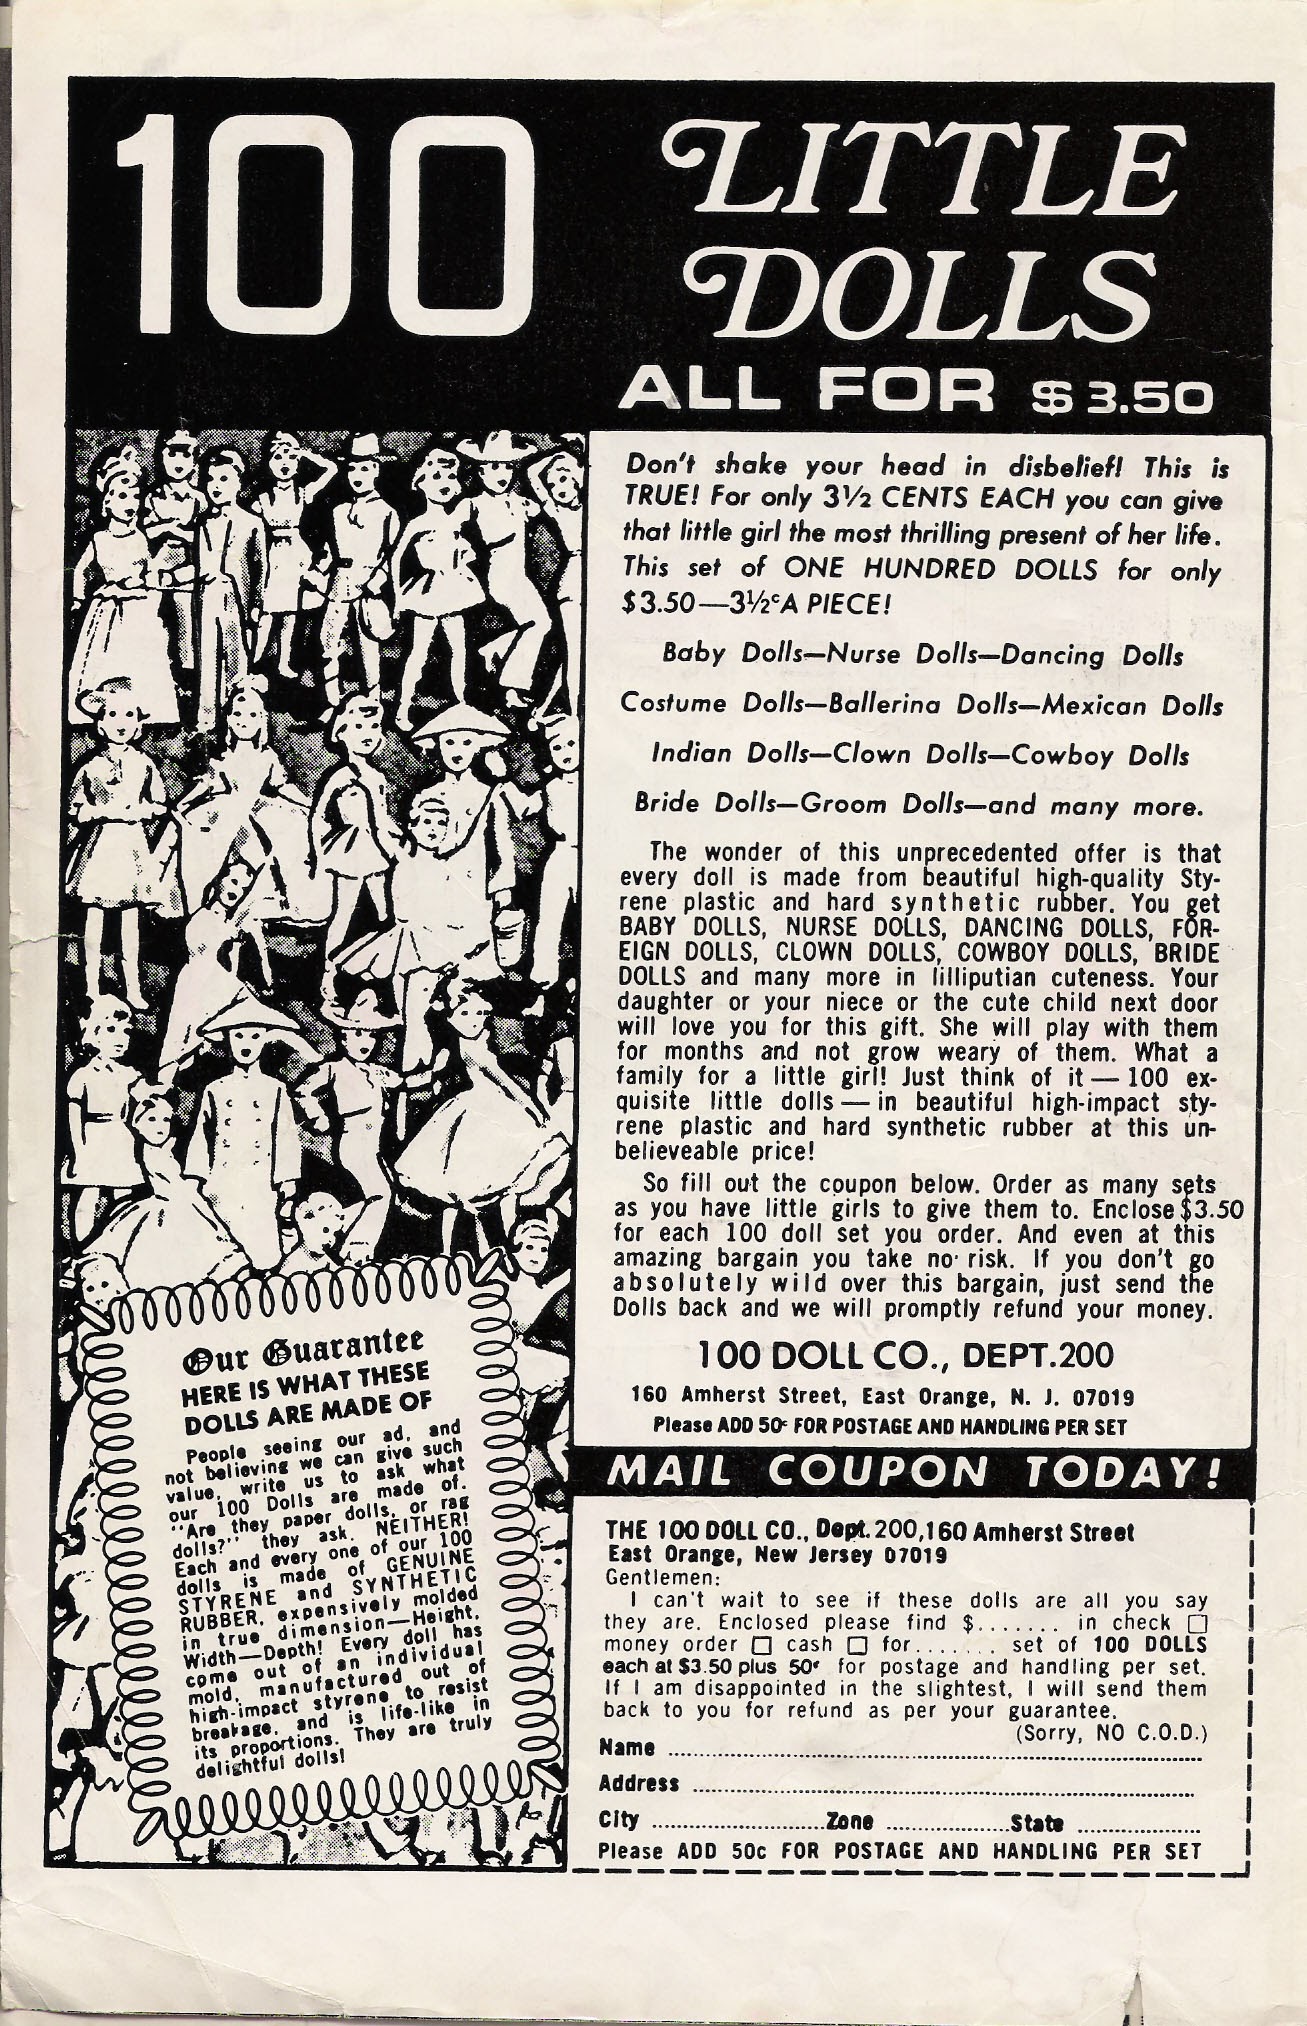 100
LITTLE
DOLLS
ALL FOR $3.50
Don't shake your head in disbelief! This is
TRUE! For only 3½ CENTS EACH you can give
that little girl the most thrilling present of her life.
This set of ONE HUNDRED DOLLS for only
$3.50—3½c A PIECE!
Baby Dolls—Nurse Dolls—Dancing Dolls
Costume Dolls—Ballerina Dolls—Mexican Dolls
Indian Dolls—Clown Dolls—Cowboy Dolls
Bride Dolls—Groom Dolls—and many more.
The wonder of this unprecedented offer is that
every doll is made from beautiful high-quality Sty-
rene plastic and hard synthetic rubber. You get
BABY DOLLS, NURSE DOLLS, DANCING DOLLS, FOR-
EIGN DOLLS, CLOWN DOLLS, COWBOY DOLLS, BRIDE
DOLLS and many more in lilliputian cuteness. Your
daughter or your niece or the cute child next door
will love you for this gift. She will play with them
for months and not grow weary of them. What a
family for a little girl! Just think of it — 100 ex-
quisite little dolls — in beautiful high-impact sty-
rene plastic and hard synthetic rubber at this un-
believeable price!
So fill out the coupon below. Order as many sets
as you have little girls to give them to. Enclose $3.50
for each 100 doll set you order. And even at this
amazing bargain you take no risk. If you don't go
absolutely wild over this bargain, just send the
Dolls back and we will promptly refund your money.
100 DOLL CO., DEPT.200
160 Amherst Street, East Orange, N. J. 07019
Please ADD 50c FOR POSTAGE AND HANDLING PER SET
Our Guarantee
HERE IS WHAT THESE
DOLLS ARE MADE OF
People seeing our ad, and
not believing we can give such
value, write us to ask what
our 100 Dolls are made of.
"Are they paper dolls, or rag
dolls?" they ask. NEITHER!
Each and every one of our 100
dolls is made of GENUINE
STYRENE and SYNTHETIC
RUBBER, expensively molded
in true dimension—Height,
Width—Depth! Every doll has
come out of an individual
mold, manufactured out of
high-impact styrene to resist
breakage, and is life-like in
its proportions. They are truly
delightful dolls!
MAIL COUPON TODAY!
THE 100 DOLL CO., Dept. 200, 160 Amherst Street
East Orange, New Jersey 07019
Gentlemen:
I can't wait to see if these dolls are all you say
they are. Enclosed please find $........ in check □
money order □ cash □ for........ set of 100 DOLLS
each at $3.50 plus 50c for postage and handling per set.
If I am disappointed in the slightest, I will send them
back to you for refund as per your guarantee.
(Sorry, NO C.O.D.)
Name ........................................
Address ........................................
City .................... Zone .................... State ....................
Please ADD 50c FOR POSTAGE AND HANDLING PER SET